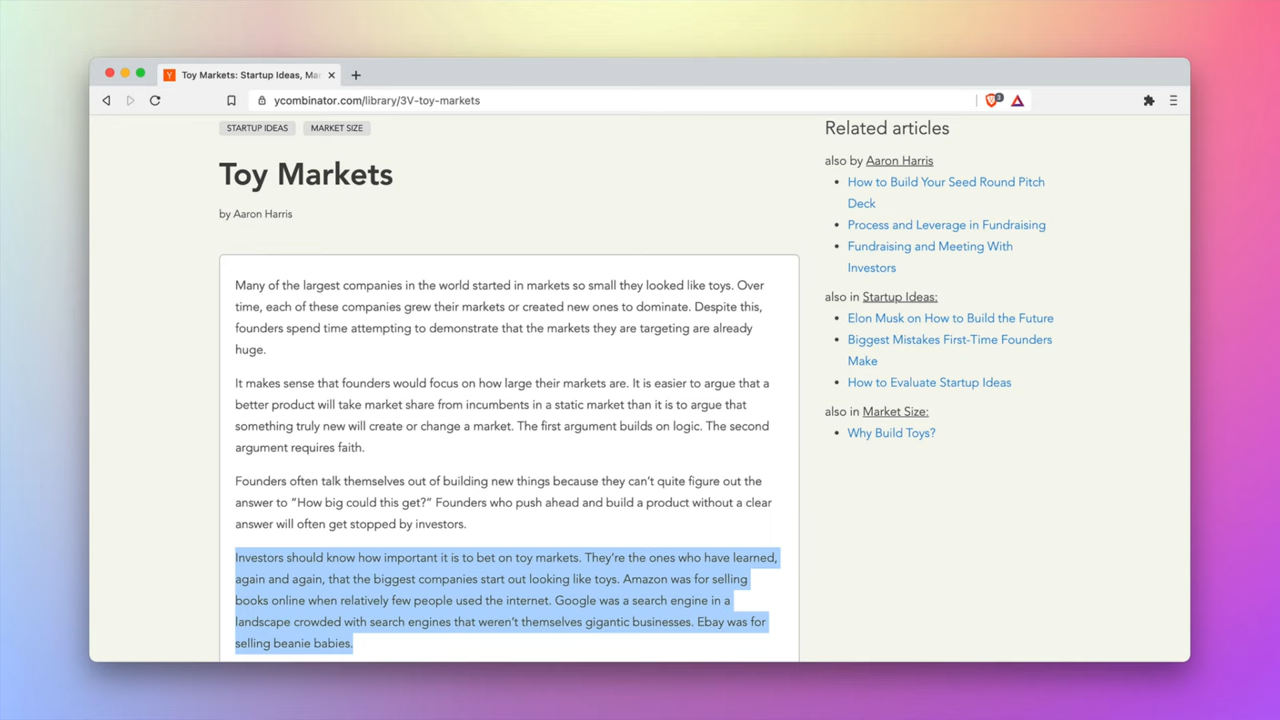 Toy Markets: Startup Ideas, Ma
ycombinator.com/library/3V-toy-markets
3
STARTUP IDEAS MARKET SIZE
Toy Markets
by Aaron Harris
Many of the largest companies in the world started in markets so small they looked like toys. Over
time, each of these companies grew their markets or created new ones to dominate. Despite this,
founders spend time attempting to demonstrate that the markets they are targeting are already
huge.
It makes sense that founders would focus on how large their markets are. It is easier to argue that a
better product will take market share from incumbents in a static market than it is to argue that
something truly new will create or change a market. The first argument builds on logic. The second
argument requires faith.
Founders often talk themselves out of building new things because they can't quite figure out the
answer to "How big could this get?" Founders who push ahead and build a product without a clear
answer will often get stopped by investors.
Investors should know how important it is to bet on toy markets. They're the ones who have learned,
again and again, that the biggest companies start out looking like toys. Amazon was for selling
books online when relatively few people used the internet. Google was a search engine in a
landscape crowded with search engines that weren't themselves gigantic businesses. Ebay was for
selling beanie babies.
Related articles
also by Aaron Harris
• How to Build Your Seed Round Pitch
Deck
• Process and Leverage in Fundraising
• Fundraising and Meeting With
Investors
also in Startup Ideas:
• Elon Musk on How to Build the Future
• Biggest Mistakes First-Time Founders
Make
• How to Evaluate Startup Ideas
also in Market Size:
• Why Build Toys?